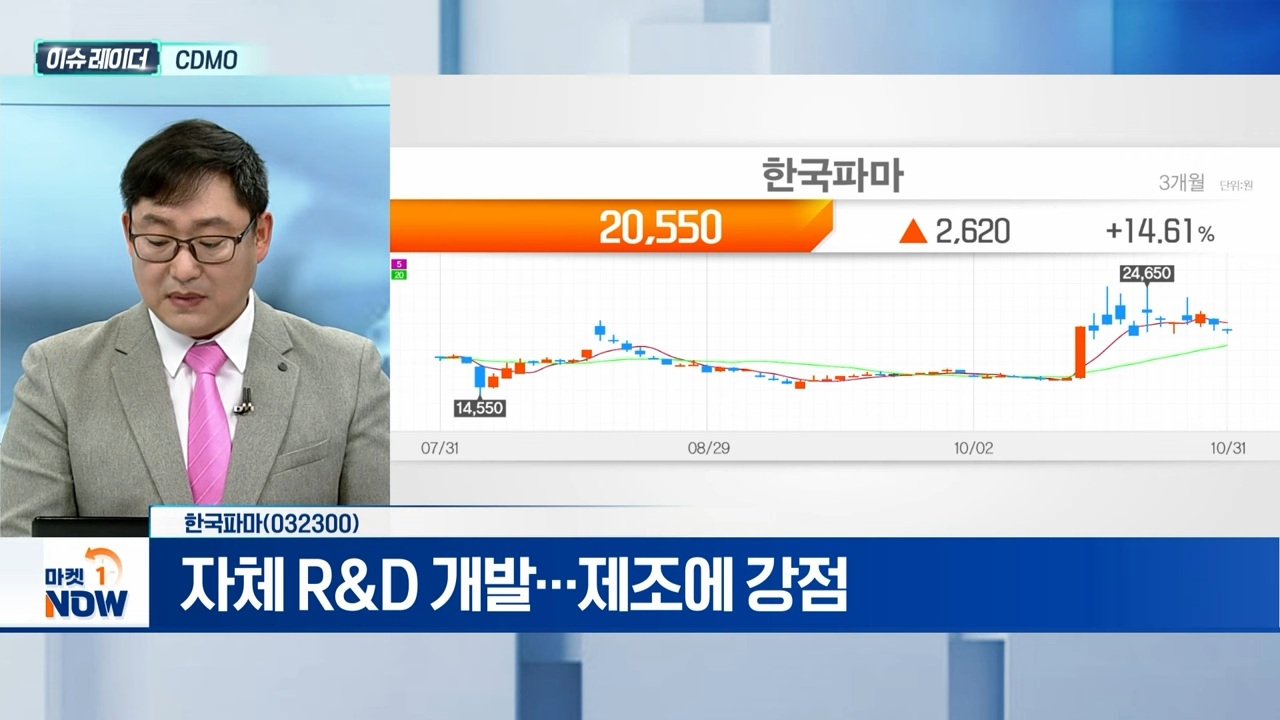 이슈레이더 CDMO
한국파마
3개월 단위:원
20,550 ▲ 2,620 +14.61%
5
20
24,650
14,550
07/31 08/29 10/02 10/31
한국파마(032300)
마켓 1
NOW
자체 R&D 개발…제조에 강점